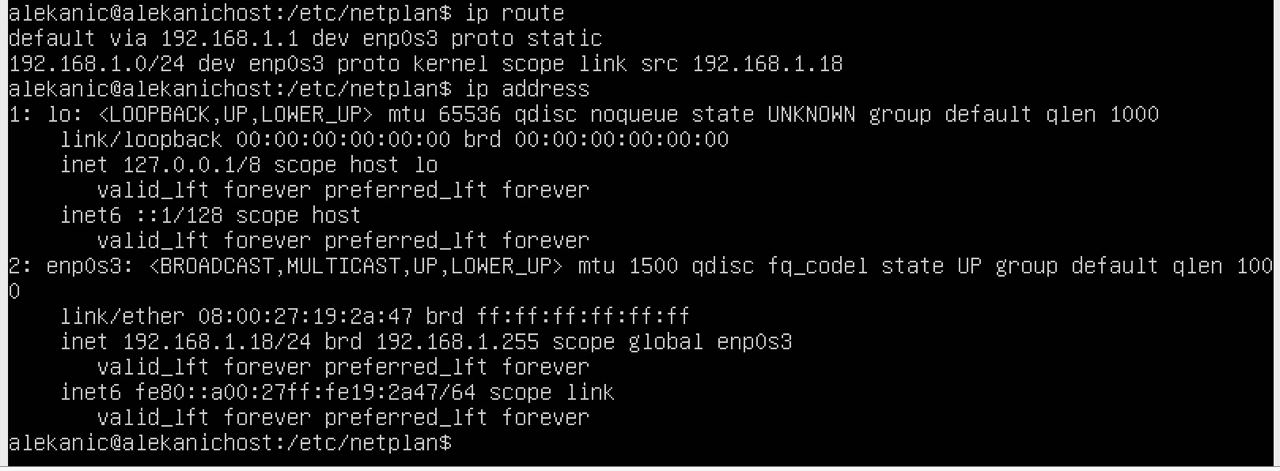 alekanic@alekanichost:/etc/netplan$ ip route
default via 192.168.1.1 dev enp0s3 proto static
192.168.1.0/24 dev enp0s3 proto kernel scope link src 192.168.1.18
alekanic@alekanichost:/etc/netplan$ ip address
1: lo: <LOOPBACK,UP,LOWER_UP> mtu 65536 qdisc noqueue state UNKNOWN group default qlen 1000
    link/loopback 00:00:00:00:00:00 brd 00:00:00:00:00:00
    inet 127.0.0.1/8 scope host lo
       valid_lft forever preferred_lft forever
    inet6 ::1/128 scope host
       valid_lft forever preferred_lft forever
2: enp0s3: <BROADCAST,MULTICAST,UP,LOWER_UP> mtu 1500 qdisc fq_codel state UP group default qlen 100
0
    link/ether 08:00:27:19:2a:47 brd ff:ff:ff:ff:ff:ff
    inet 192.168.1.18/24 brd 192.168.1.255 scope global enp0s3
       valid_lft forever preferred_lft forever
    inet6 fe80::a00:27ff:fe19:2a47/64 scope link
       valid_lft forever preferred_lft forever
alekanic@alekanichost:/etc/netplan$